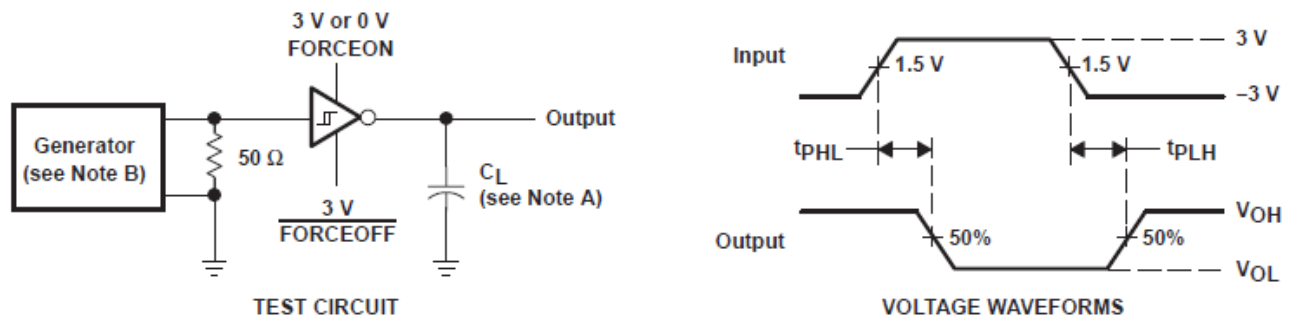 3 V or 0 V
FORCEON
Generator
(see Note B)
50 Ω
Output
CL
(see Note A)
3 V
FORCEOFF
TEST CIRCUIT
Input
1.5 V
1.5 V
3 V
–3 V
tPHL
tPLH
Output
50%
50%
VOH
VOL
VOLTAGE WAVEFORMS